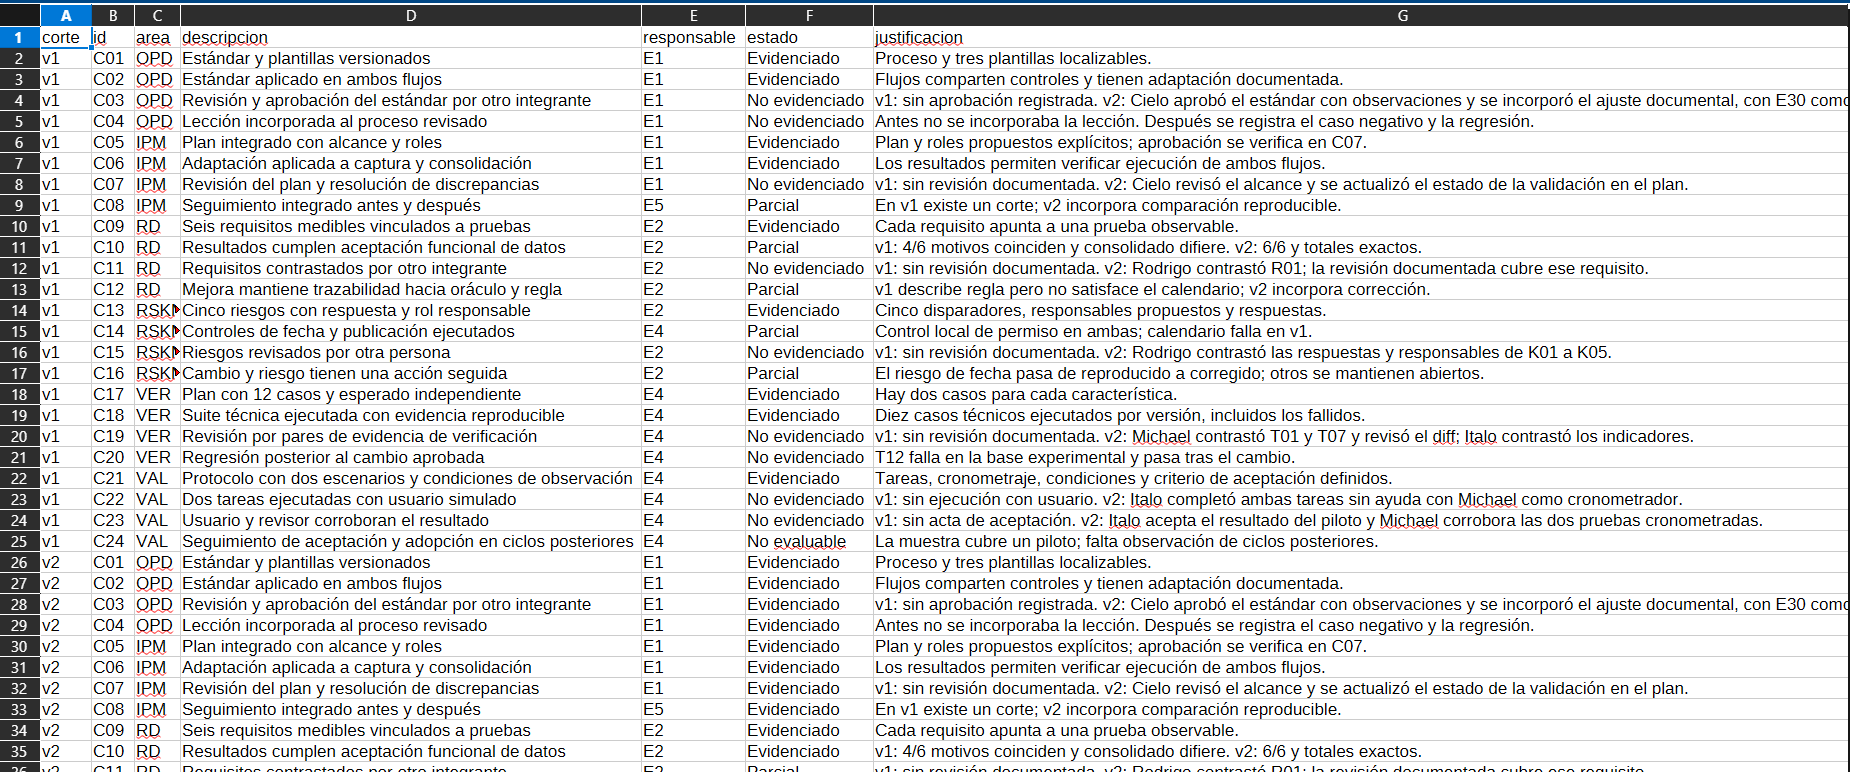 A B C D E F G
1 corte id area descripcion responsable estado justificacion
2 v1 C01 OPD Estándar y plantillas versionados E1 Evidenciado Proceso y tres plantillas localizables.
3 v1 C02 OPD Estándar aplicado en ambos flujos E1 Evidenciado Flujos comparten controles y tienen adaptación documentada.
4 v1 C03 OPD Revisión y aprobación del estándar por otro integrante E1 No evidenciado v1: sin aprobación registrada. v2: Cielo aprobó el estándar con observaciones y se incorporó el ajuste documental, con E30 como
5 v1 C04 OPD Lección incorporada al proceso revisado E1 No evidenciado Antes no se incorporaba la lección. Después se registra el caso negativo y la regresión.
6 v1 C05 IPM Plan integrado con alcance y roles E1 Evidenciado Plan y roles propuestos explícitos; aprobación se verifica en C07.
7 v1 C06 IPM Adaptación aplicada a captura y consolidación E1 Evidenciado Los resultados permiten verificar ejecución de ambos flujos.
8 v1 C07 IPM Revisión del plan y resolución de discrepancias E1 No evidenciado v1: sin revisión documentada. v2: Cielo revisó el alcance y se actualizó el estado de la validación en el plan.
9 v1 C08 IPM Seguimiento integrado antes y después E5 Parcial En v1 existe un corte; v2 incorpora comparación reproducible.
10 v1 C09 RD Seis requisitos medibles vinculados a pruebas E2 Evidenciado Cada requisito apunta a una prueba observable.
11 v1 C10 RD Resultados cumplen aceptación funcional de datos E2 Parcial v1: 4/6 motivos coinciden y consolidado difiere. v2: 6/6 y totales exactos.
12 v1 C11 RD Requisitos contrastados por otro integrante E2 No evidenciado v1: sin revisión documentada. v2: Rodrigo contrastó R01; la revisión documentada cubre ese requisito.
13 v1 C12 RD Mejora mantiene trazabilidad hacia oráculo y regla E2 Parcial v1 describe regla pero no satisface el calendario; v2 incorpora corrección.
14 v1 C13 RSK Cinco riesgos con respuesta y rol responsable E2 Evidenciado Cinco disparadores, responsables propuestos y respuestas.
15 v1 C14 RSK Controles de fecha y publicación ejecutados E4 Parcial Control local de permiso en ambas; calendario falla en v1.
16 v1 C15 RSK Riesgos revisados por otra persona E2 No evidenciado v1: sin revisión documentada. v2: Rodrigo contrastó las respuestas y responsables de K01 a K05.
17 v1 C16 RSK Cambio y riesgo tienen una acción seguida E2 Parcial El riesgo de fecha pasa de reproducido a corregido; otros se mantienen abiertos.
18 v1 C17 VER Plan con 12 casos y esperado independiente E4 Evidenciado Hay dos casos para cada característica.
19 v1 C18 VER Suite técnica ejecutada con evidencia reproducible E4 Evidenciado Diez casos técnicos ejecutados por versión, incluidos los fallidos.
20 v1 C19 VER Revisión por pares de evidencia de verificación E4 No evidenciado v1: sin revisión documentada. v2: Michael contrastó T01 y T07 y revisó el diff; Italo contrastó los indicadores.
21 v1 C20 VER Regresión posterior al cambio aprobada E4 No evidenciado T12 falla en la base experimental y pasa tras el cambio.
22 v1 C21 VAL Protocolo con dos escenarios y condiciones de observación E4 Evidenciado Tareas, cronometraje, condiciones y criterio de aceptación definidos.
23 v1 C22 VAL Dos tareas ejecutadas con usuario simulado E4 No evidenciado v1: sin ejecución con usuario. v2: Italo completó ambas tareas sin ayuda con Michael como cronometrador.
24 v1 C23 VAL Usuario y revisor corroboran el resultado E4 No evidenciado v1: sin acta de aceptación. v2: Italo acepta el resultado del piloto y Michael corrobora las dos pruebas cronometradas.
25 v1 C24 VAL Seguimiento de aceptación y adopción en ciclos posteriores E4 No evaluable La muestra cubre un piloto; falta observación de ciclos posteriores.
26 v2 C01 OPD Estándar y plantillas versionados E1 Evidenciado Proceso y tres plantillas localizables.
27 v2 C02 OPD Estándar aplicado en ambos flujos E1 Evidenciado Flujos comparten controles y tienen adaptación documentada.
28 v2 C03 OPD Revisión y aprobación del estándar por otro integrante E1 Evidenciado v1: sin aprobación registrada. v2: Cielo aprobó el estándar con observaciones y se incorporó el ajuste documental, con E30 como
29 v2 C04 OPD Lección incorporada al proceso revisado E1 Evidenciado Antes no se incorporaba la lección. Después se registra el caso negativo y la regresión.
30 v2 C05 IPM Plan integrado con alcance y roles E1 Evidenciado Plan y roles propuestos explícitos; aprobación se verifica en C07.
31 v2 C06 IPM Adaptación aplicada a captura y consolidación E1 Evidenciado Los resultados permiten verificar ejecución de ambos flujos.
32 v2 C07 IPM Revisión del plan y resolución de discrepancias E1 Evidenciado v1: sin revisión documentada. v2: Cielo revisó el alcance y se actualizó el estado de la validación en el plan.
33 v2 C08 IPM Seguimiento integrado antes y después E5 Evidenciado En v1 existe un corte; v2 incorpora comparación reproducible.
34 v2 C09 RD Seis requisitos medibles vinculados a pruebas E2 Evidenciado Cada requisito apunta a una prueba observable.
35 v2 C10 RD Resultados cumplen aceptación funcional de datos E2 Evidenciado v1: 4/6 motivos coinciden y consolidado difiere. v2: 6/6 y totales exactos.
36 v2 C11 RD Requisitos contrastados por otro integrante E2 Parcial v1: sin revisión documentada. v2: Rodrigo contrastó R01; la revisión documentada cubre ese requisito.